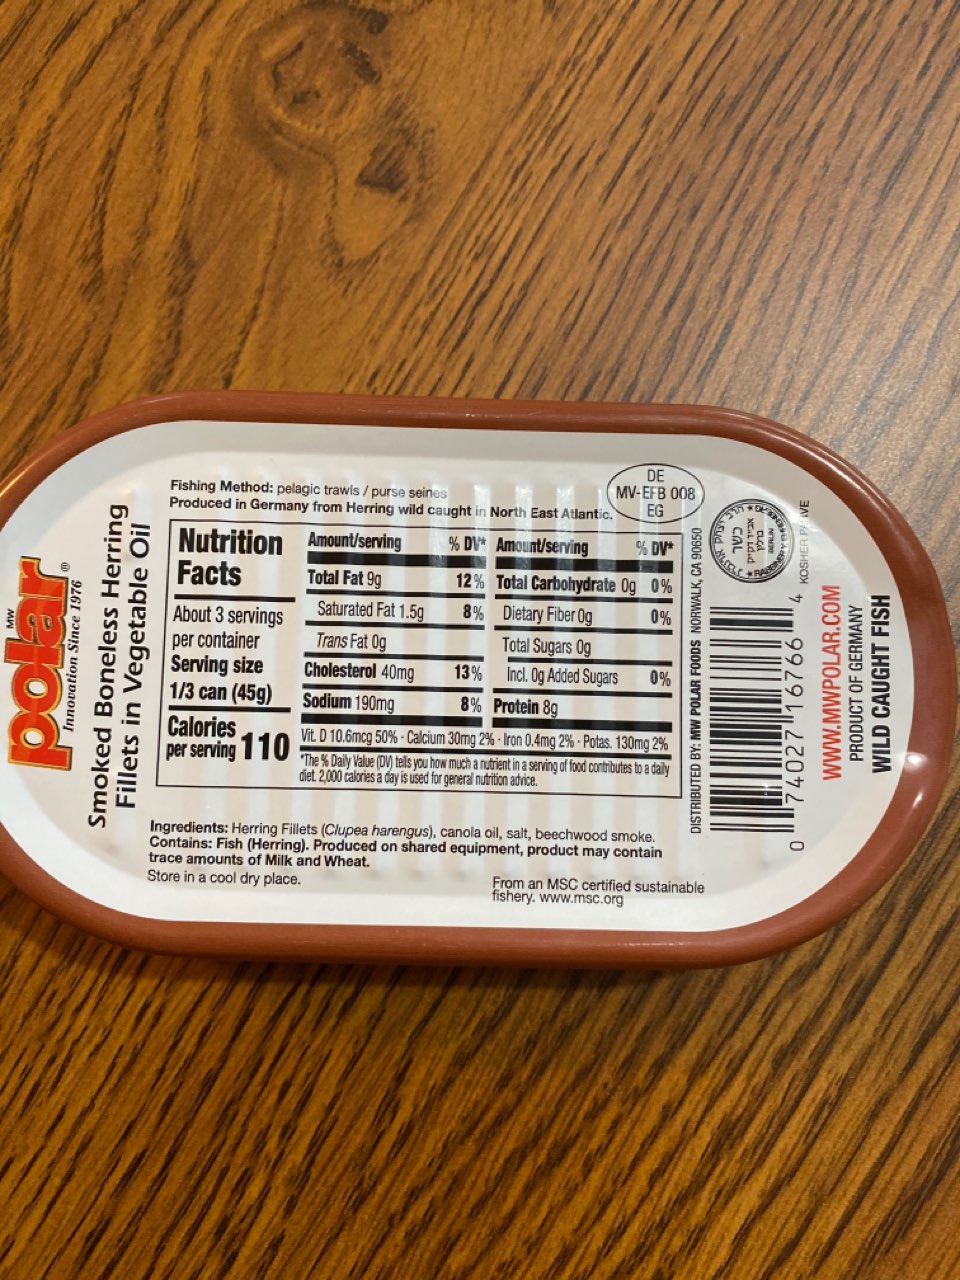 MW
polar®
Innovation Since 1976
Smoked Boneless Herring
Fillets in Vegetable Oil
Fishing Method: pelagic trawls / purse seines
Produced in Germany from Herring wild caught in North East Atlantic.
DE
MV-EFB 008
EG
Nutrition
Facts
About 3 servings
per container
Serving size
1/3 can (45g)
Calories
per serving 110
Amount/serving % DV*
Total Fat 9g 12%
Saturated Fat 1.5g 8%
Trans Fat 0g
Cholesterol 40mg 13%
Sodium 190mg 8%
Amount/serving % DV*
Total Carbohydrate 0g 0%
Dietary Fiber 0g 0%
Total Sugars 0g
Incl. 0g Added Sugars 0%
Protein 8g
Vit. D 10.6mcg 50% · Calcium 30mg 2% · Iron 0.4mg 2% · Potas. 130mg 2%
*The % Daily Value (DV) tells you how much a nutrient in a serving of food contributes to a daily
diet. 2,000 calories a day is used for general nutrition advice.
Ingredients: Herring Fillets (Clupea harengus), canola oil, salt, beechwood smoke.
Contains: Fish (Herring). Produced on shared equipment, product may contain
trace amounts of Milk and Wheat.
Store in a cool dry place.
From an MSC certified sustainable
fishery. www.msc.org
DISTRIBUTED BY: MW POLAR FOODS NORWALK, CA 90650
BERLIN
KOSHER
0 74027 16766 4
WWW.MWPOLAR.COM
PRODUCT OF GERMANY
WILD CAUGHT FISH